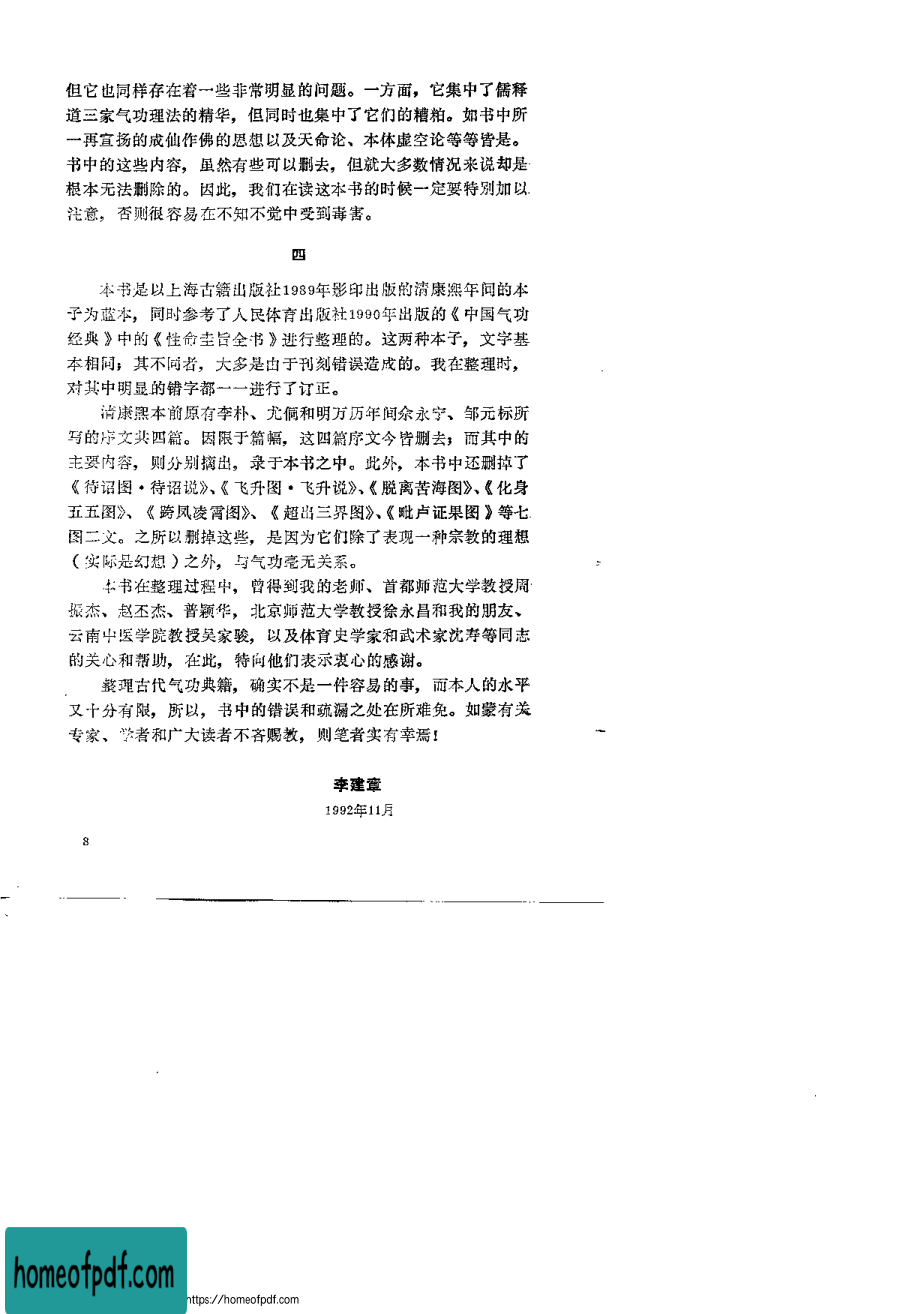 但它也同样存在着一些非常明显的问题。一方面，它集中了儒释
道三家气功理法的精华，但同时也集中了它们的糟粕。如书中所
一再宣扬的成仙作佛的思想以及天命论、本体虚空论等等皆是。
书中的这些内容，虽然有些可以删去，但就大多数情况来说却是
根本无法删除的。因此，我们在读这本书的时候一定要特别加以
注意，否则很容易在不知不觉中受到毒害。
四
本书是以上海古籍出版社1989年影印出版的清康熙年间的本
子为蓝本，同时参考了人民体育出版社1990年出版的《中国气功
经典》中的《性命圭旨全书》进行整理的。这两种本子，文字基
本相同；其不同者，大多是由于刊刻错误造成的。我在整理时，
对其中明显的错字都一一进行了订正。
清康熙本前原有李朴、尤侗和明万历年间余永宁、邹元标所
写的序文共四篇。因限于篇幅，这四篇序文今皆删去；而其中的
主要内容，则分别摘出，录于本书之中。此外，本书中还删掉了
《待诏图·待诏说》、《飞升图·飞升说》、《脱离苦海图》、《化身
五五图》、《跨凤凌霄图》、《超出三界图》、《毗卢证果图》等七
图二文。之所以删掉这些，是因为它们除了表现一种宗教的理想
（实际是幻想）之外，与气功毫无关系。
本书在整理过程中，曾得到我的老师、首都师范大学教授周
振杰、赵丕杰、普颖华，北京师范大学教授徐永昌和我的朋友、
云南中医学院教授吴家骏，以及体育史学家和武术家沈寿等同志
的关心和帮助，在此，特向他们表示衷心的感谢。
整理古代气功典籍，确实不是一件容易的事，而本人的水平
又十分有限，所以，书中的错误和疏漏之处在所难免。如蒙有关
专家、学者和广大读者不吝赐教，则笔者实有幸焉！
李建章
1992年11月
8
homeofpdf.com
https://homeofpdf.com